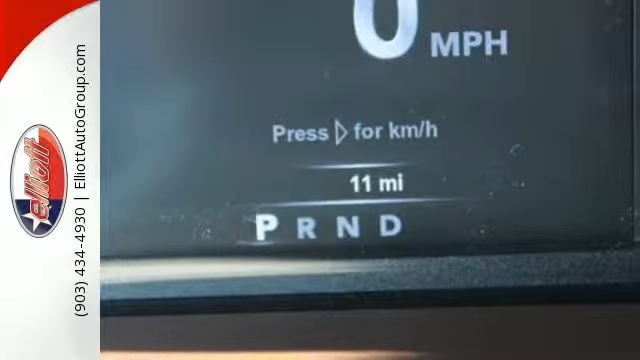 0 MPH
Press ▷ for km/h
11 mi
P R N D
elliott
(903) 434-4930 | ElliottAutoGroup.com